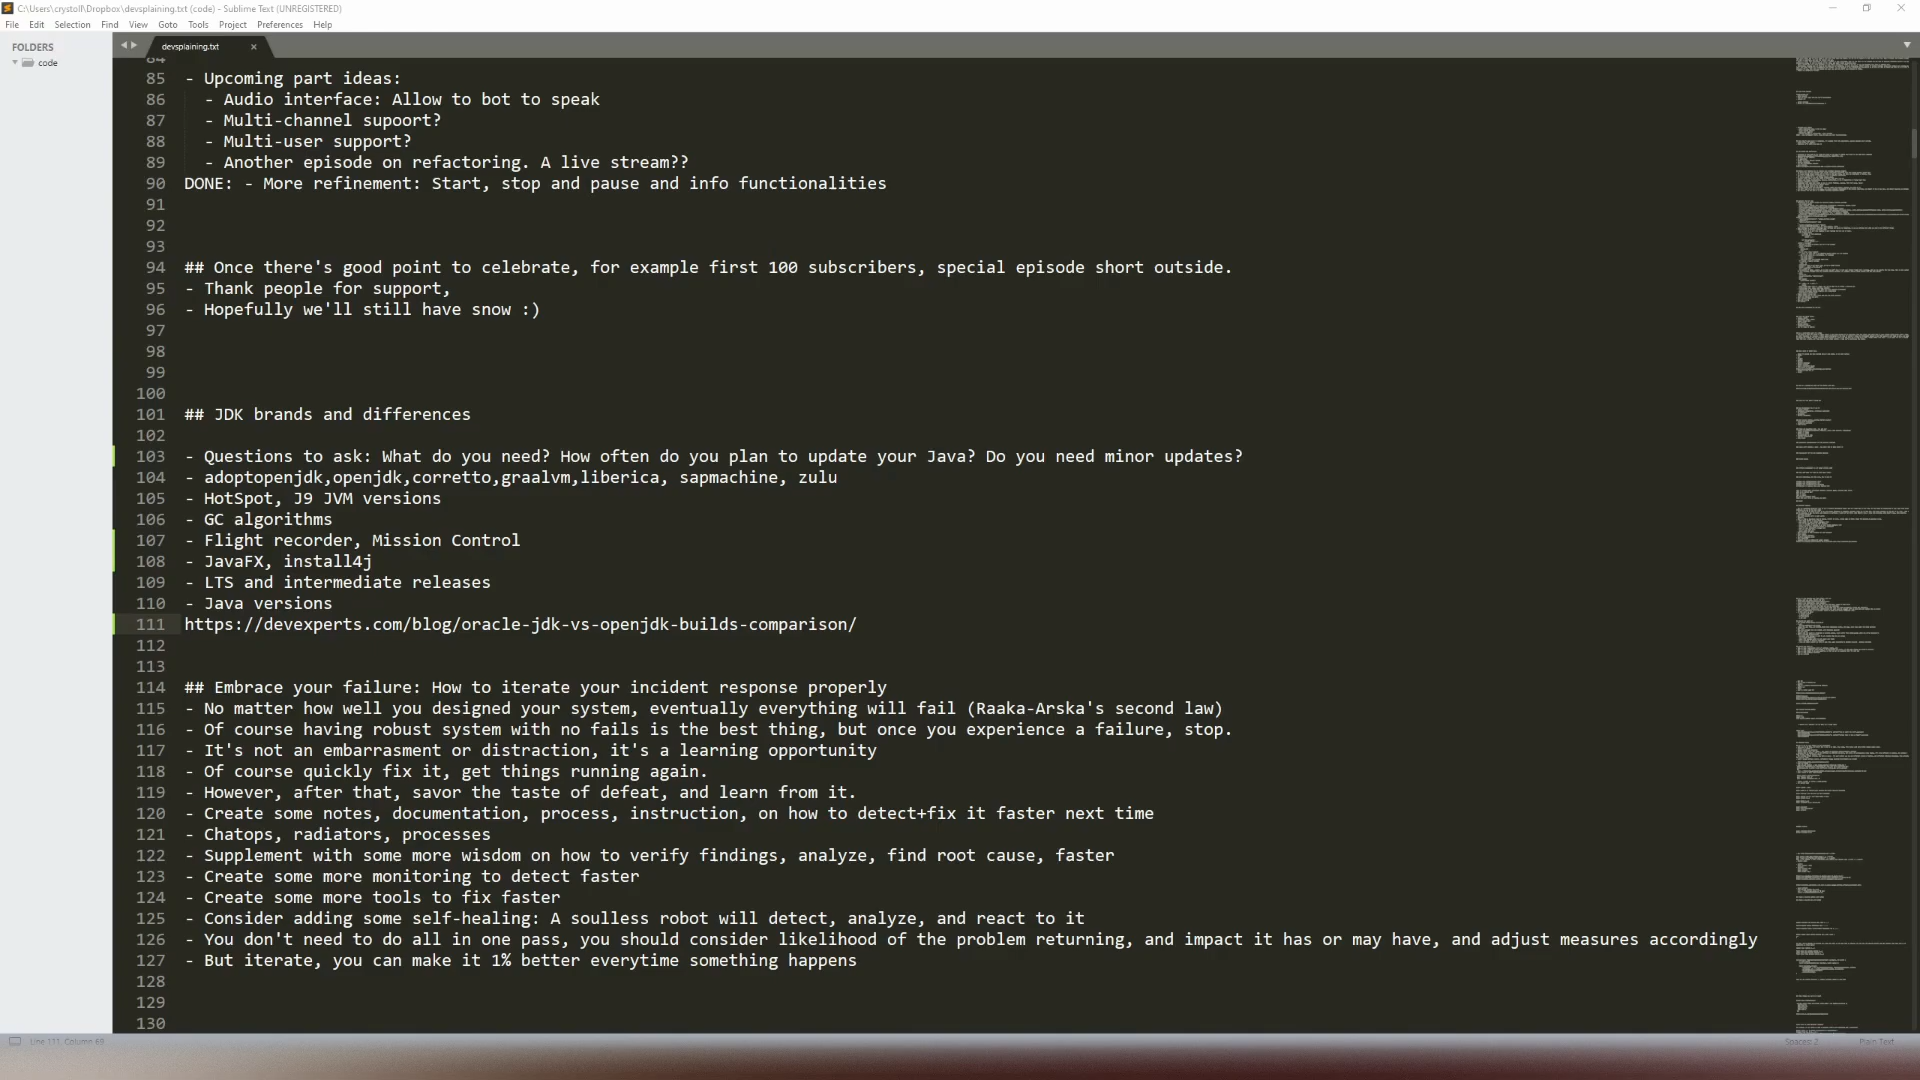 C:\Users\crystoll\Dropbox\devsplaining.txt (code) - Sublime Text (UNREGISTERED)
File Edit Selection Find View Goto Tools Project Preferences Help
FOLDERS
code
devsplaining.txt
84
85 - Upcoming part ideas:
86 - Audio interface: Allow to bot to speak
87 - Multi-channel supoort?
88 - Multi-user support?
89 - Another episode on refactoring. A live stream??
90 DONE: - More refinement: Start, stop and pause and info functionalities
91
92
93
94 ## Once there's good point to celebrate, for example first 100 subscribers, special episode short outside.
95 - Thank people for support,
96 - Hopefully we'll still have snow :)
97
98
99
100
101 ## JDK brands and differences
102
103 - Questions to ask: What do you need? How often do you plan to update your Java? Do you need minor updates?
104 - adoptopenjdk,openjdk,corretto,graalvm,liberica, sapmachine, zulu
105 - HotSpot, J9 JVM versions
106 - GC algorithms
107 - Flight recorder, Mission Control
108 - JavaFX, install4j
109 - LTS and intermediate releases
110 - Java versions
111 https://devexperts.com/blog/oracle-jdk-vs-openjdk-builds-comparison/
112
113
114 ## Embrace your failure: How to iterate your incident response properly
115 - No matter how well you designed your system, eventually everything will fail (Raaka-Arska's second law)
116 - Of course having robust system with no fails is the best thing, but once you experience a failure, stop.
117 - It's not an embarrasment or distraction, it's a learning opportunity
118 - Of course quickly fix it, get things running again.
119 - However, after that, savor the taste of defeat, and learn from it.
120 - Create some notes, documentation, process, instruction, on how to detect+fix it faster next time
121 - Chatops, radiators, processes
122 - Supplement with some more wisdom on how to verify findings, analyze, find root cause, faster
123 - Create some more monitoring to detect faster
124 - Create some more tools to fix faster
125 - Consider adding some self-healing: A soulless robot will detect, analyze, and react to it
126 - You don't need to do all in one pass, you should consider likelihood of the problem returning, and impact it has or may have, and adjust measures accordingly
127 - But iterate, you can make it 1% better everytime something happens
128
129
130
Line 111, Column 69
Spaces: 2 Plain Text